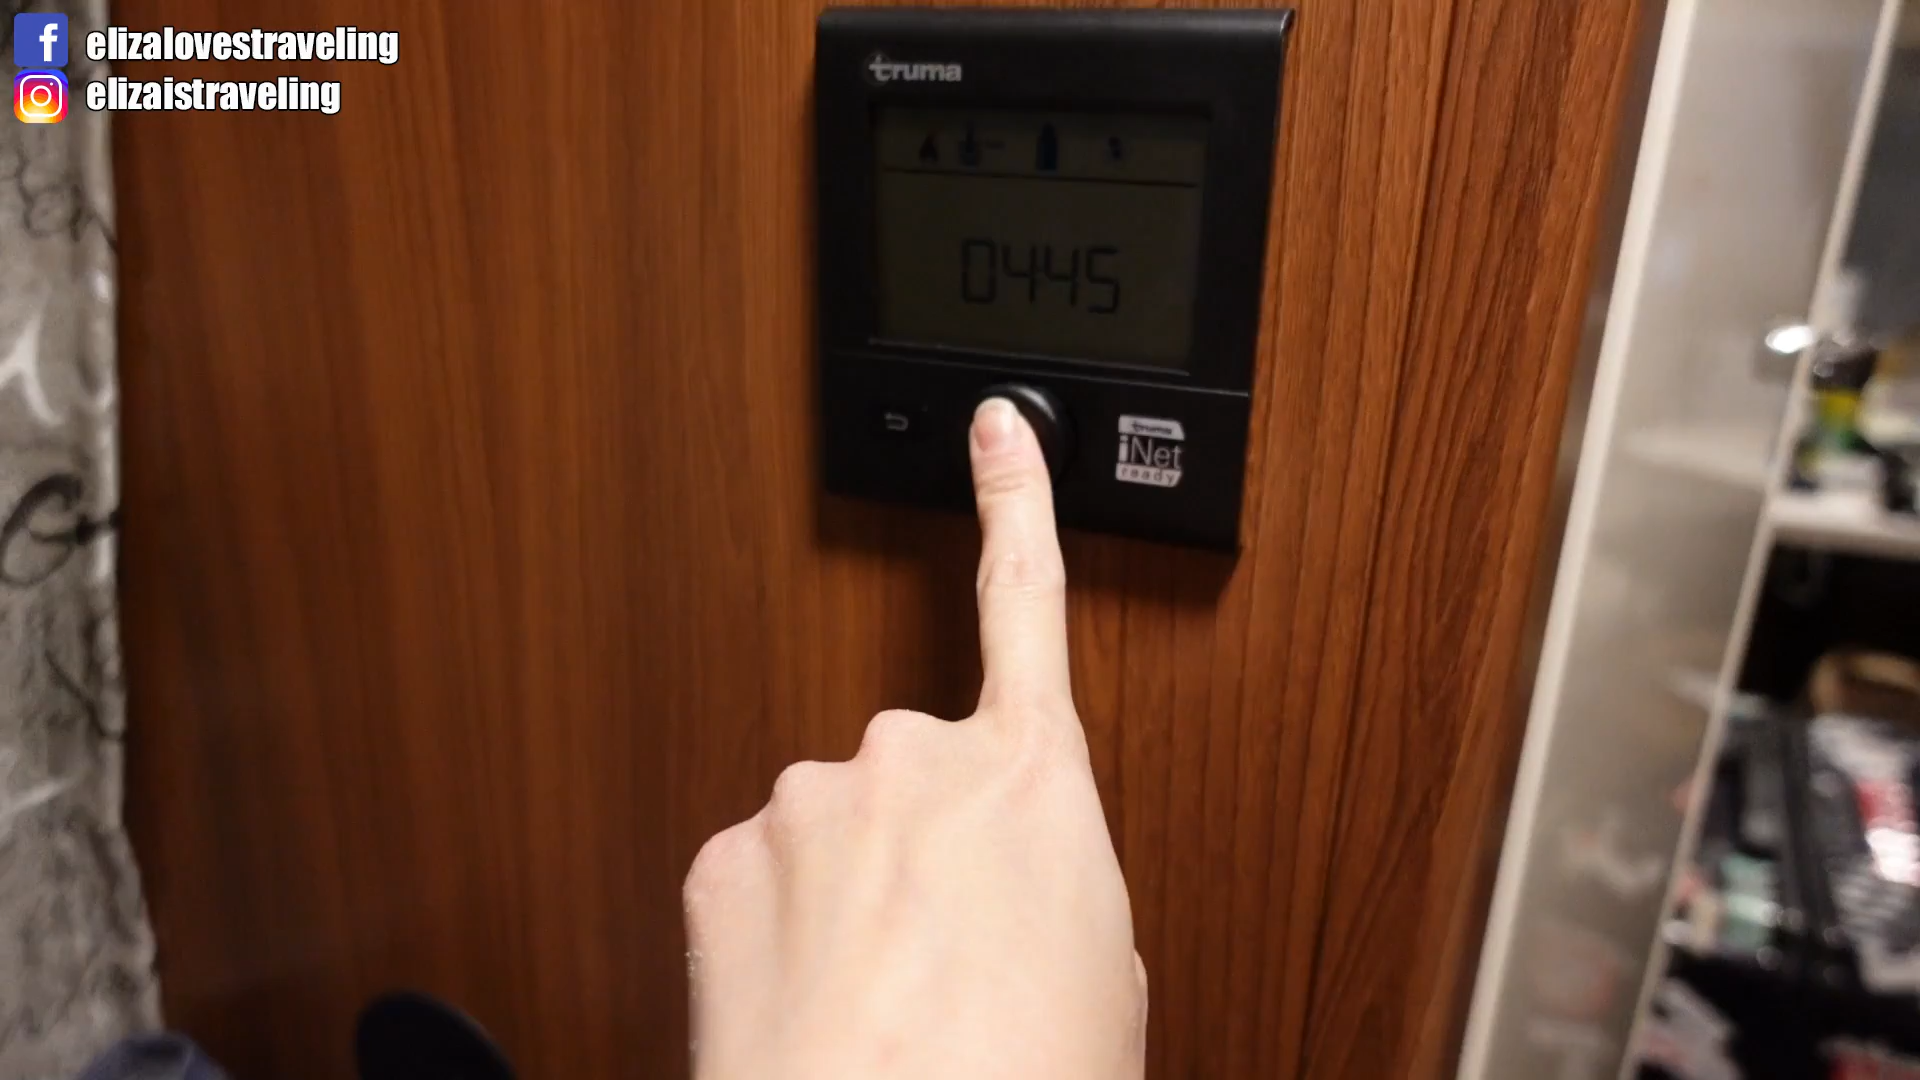 elizalovestraveling
elizaistraveling
truma
0445
truma
iNet
ready